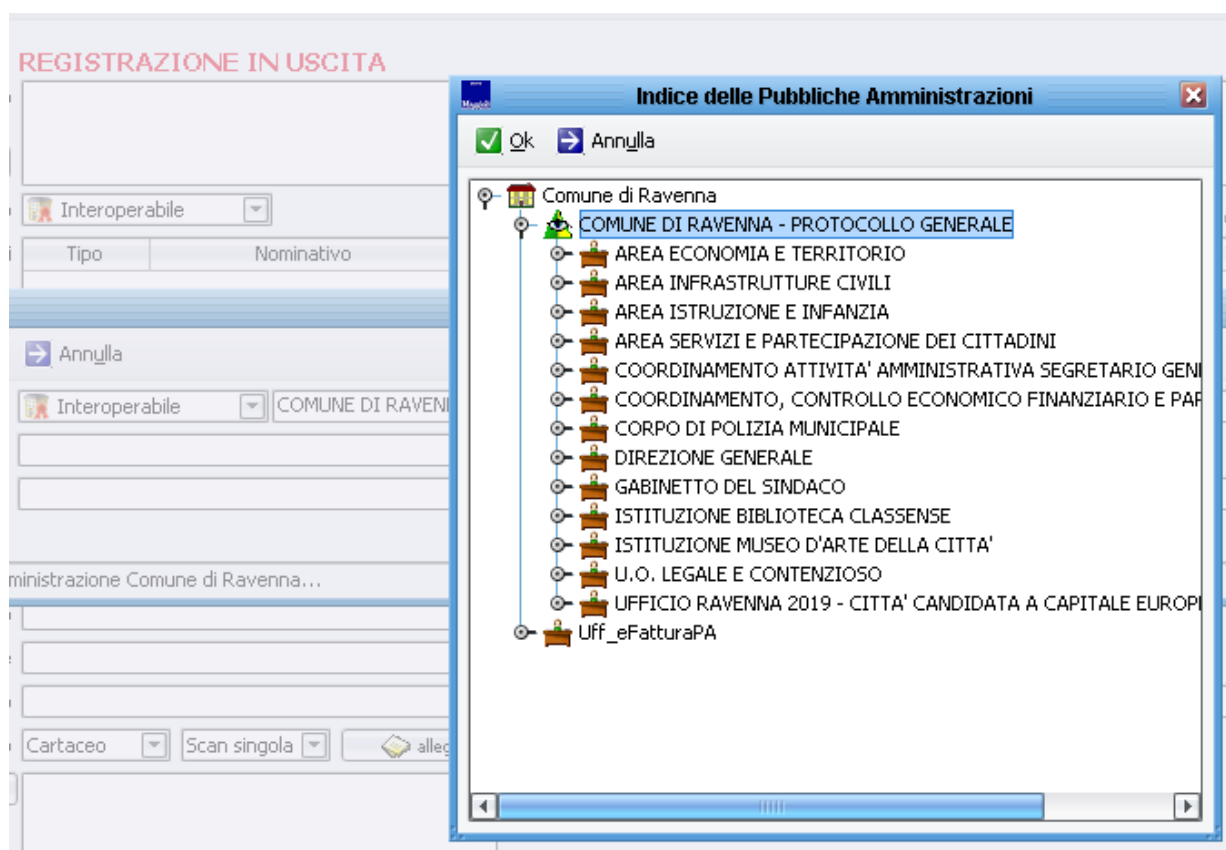 REGISTRAZIONE IN USCITA
Interoperabile
Tipo Nominativo
Annulla
Interoperabile COMUNE DI RAVEN
Comune di Ravenna...
Cartaceo Scan singola alleg
Maggioli
Indice delle Pubbliche Amministrazioni
Ok Annulla
Comune di Ravenna
COMUNE DI RAVENNA - PROTOCOLLO GENERALE
AREA ECONOMIA E TERRITORIO
AREA INFRASTRUTTURE CIVILI
AREA ISTRUZIONE E INFANZIA
AREA SERVIZI E PARTECIPAZIONE DEI CITTADINI
COORDINAMENTO ATTIVITA' AMMINISTRATIVA SEGRETARIO GEN
COORDINAMENTO, CONTROLLO ECONOMICO FINANZIARIO E PAR
CORPO DI POLIZIA MUNICIPALE
DIREZIONE GENERALE
GABINETTO DEL SINDACO
ISTITUZIONE BIBLIOTECA CLASSENSE
ISTITUZIONE MUSEO D'ARTE DELLA CITTA'
U.O. LEGALE E CONTENZIOSO
UFFICIO RAVENNA 2019 - CITTA' CANDIDATA A CAPITALE EUROP
Uff_eFatturaPA